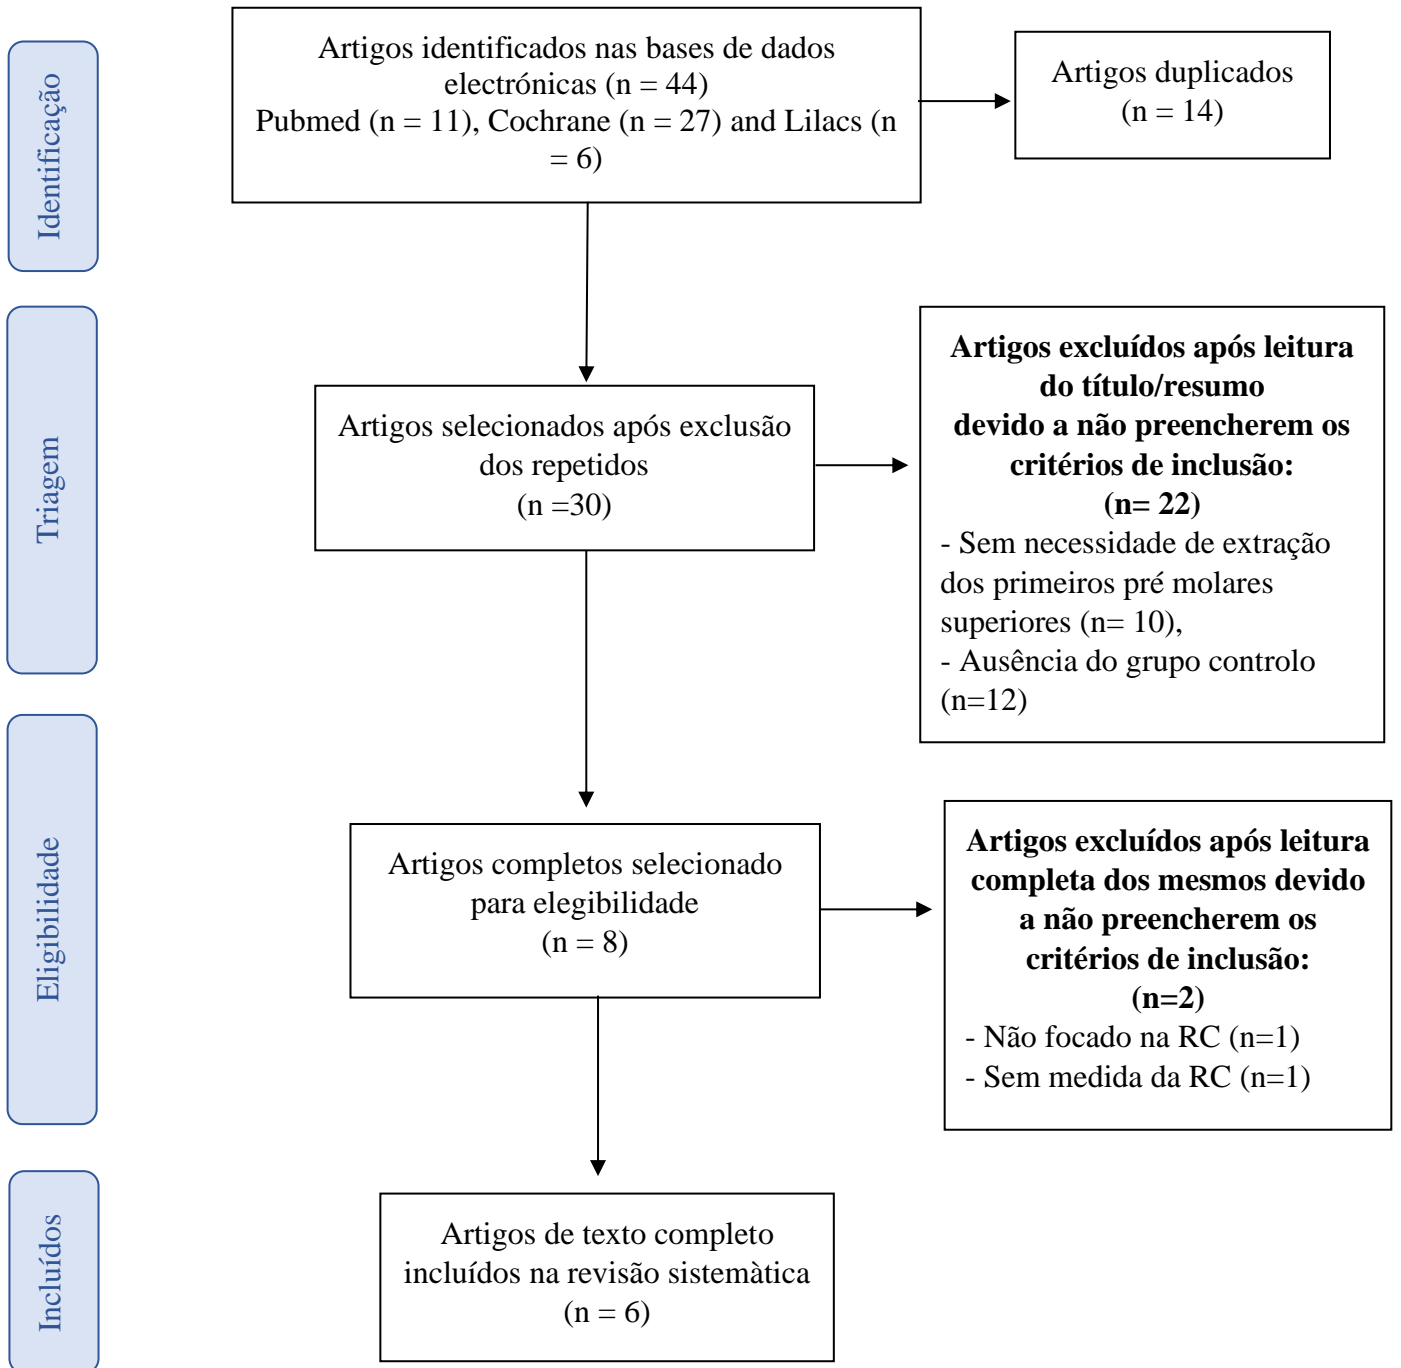 Identificação
Artigos identificados nas bases de dados
electrónicas (n = 44)
Pubmed (n = 11), Cochrane (n = 27) and Lilacs (n
= 6)
Artigos duplicados
(n = 14)
Triagem
Artigos selecionados após exclusão
dos repetidos
(n =30)
Artigos excluídos após leitura
do título/resumo
devido a não preencherem os
critérios de inclusão:
(n= 22)
- Sem necessidade de extração
dos primeiros pré molares
superiores (n= 10),
- Ausência do grupo controlo
(n=12)
Eligibilidade
Artigos completos selecionado
para elegibilidade
(n = 8)
Artigos excluídos após leitura
completa dos mesmos devido
a não preencherem os
critérios de inclusão:
(n=2)
- Não focado na RC (n=1)
- Sem medida da RC (n=1)
Incluídos
Artigos de texto completo
incluídos na revisão sistemàtica
(n = 6)